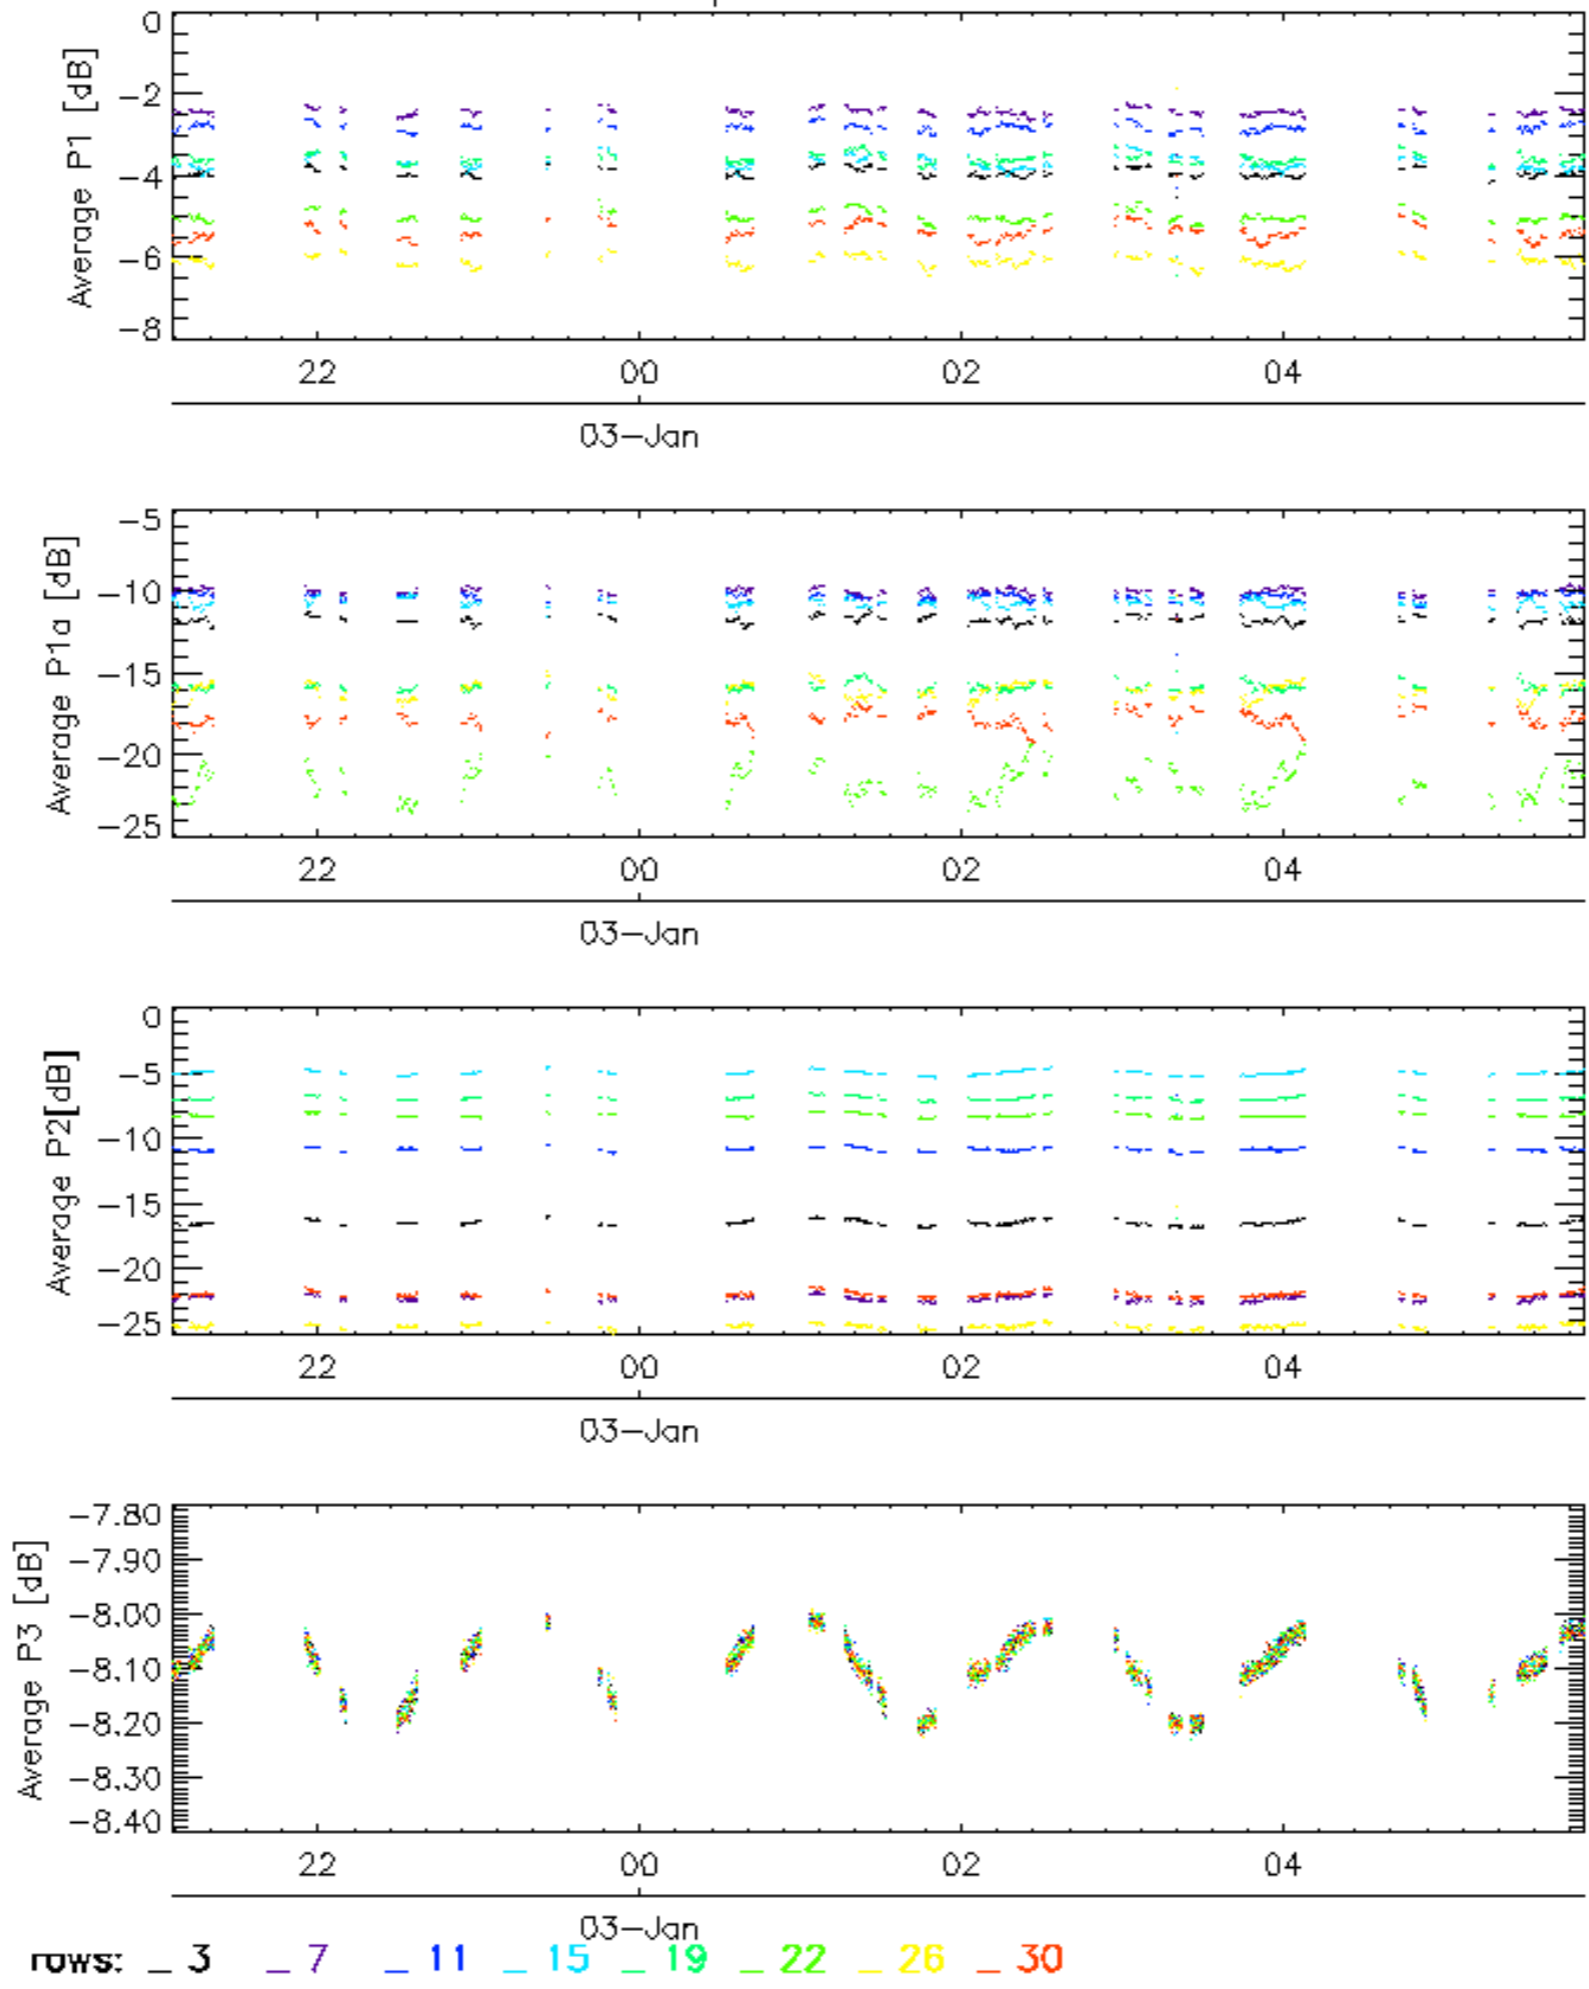 0
-2
-4
-6
-8
Average P1 [dB]
22 00 02 04
03-Jan
-5
-10
-15
-20
-25
Average P1a [dB]
22 00 02 04
03-Jan
0
-5
-10
-15
-20
-25
Average P2[dB]
22 00 02 04
03-Jan
-7.80
-7.90
-8.00
-8.10
-8.20
-8.30
-8.40
Average P3 [dB]
22 00 02 04
03-Jan
rows: _ 3 _ 7 _ 11 _ 15 _ 19 _ 22 _ 26 _ 30